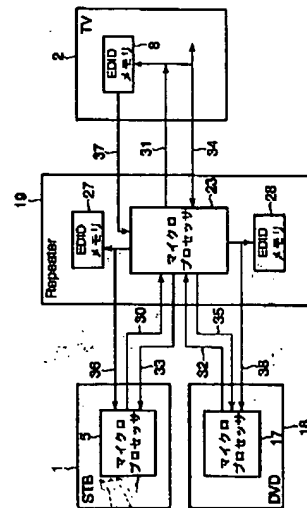 TV
2
EDID
メモリ
8
37
31
34
19
Repeater
EDID
メモリ
27
23
マイクロ
プロセッサ
EDID
メモリ
28
36
30
33
32
35
38
1
STB
5
マイクロ
プロセッサ
DVD
マイクロ
プロセッサ
17
18